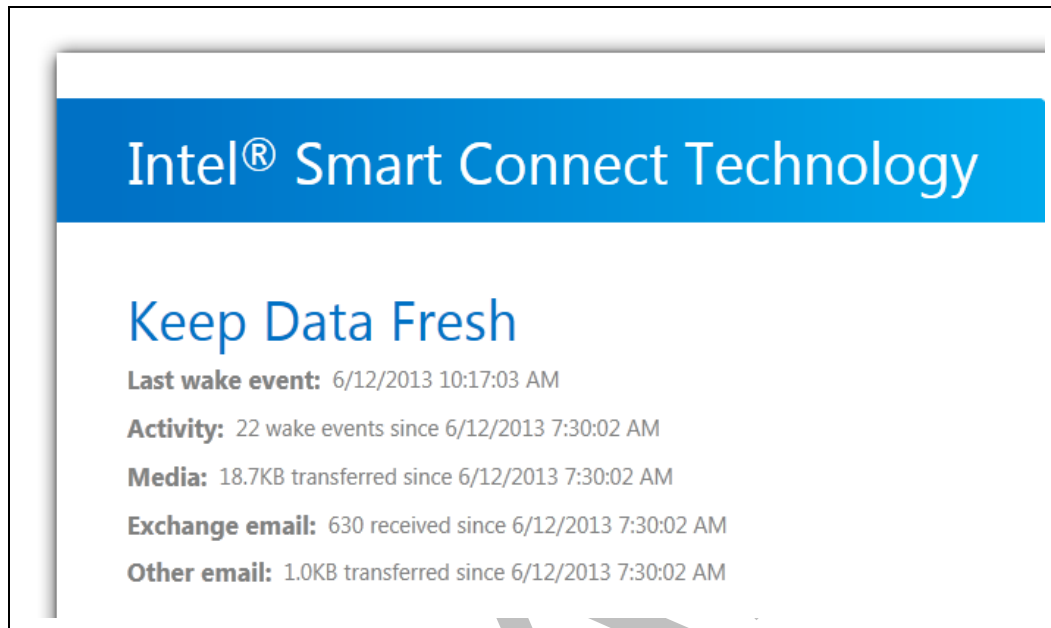 Intel® Smart Connect Technology
Keep Data Fresh
Last wake event: 6/12/2013 10:17:03 AM
Activity: 22 wake events since 6/12/2013 7:30:02 AM
Media: 18.7KB transferred since 6/12/2013 7:30:02 AM
Exchange email: 630 received since 6/12/2013 7:30:02 AM
Other email: 1.0KB transferred since 6/12/2013 7:30:02 AM